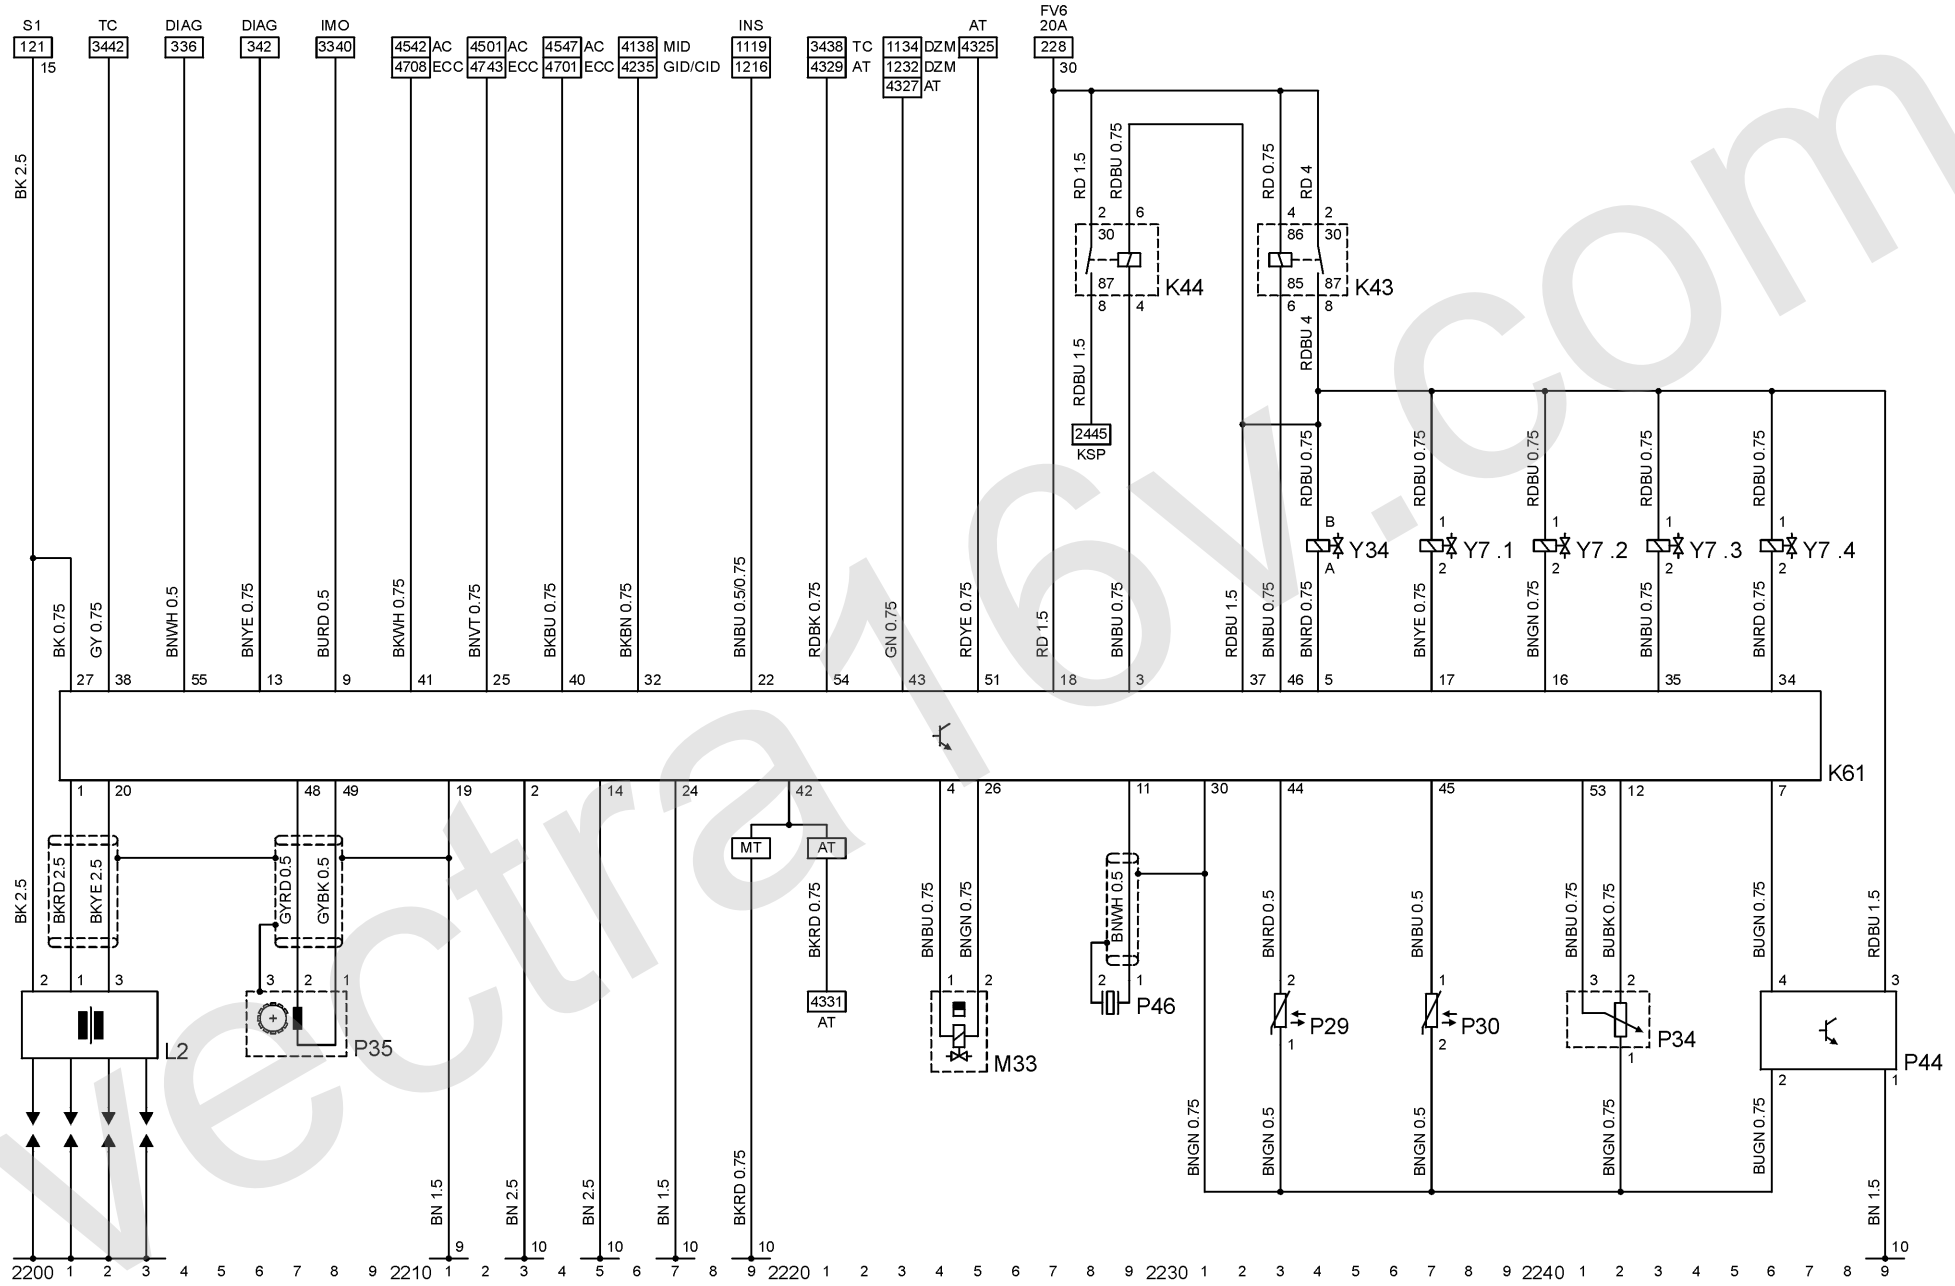 S1 TC DIAG DIAG IMO INS AT FV6
20A
121 3442 336 342 3340 4542 AC 4501 AC 4547 AC 4138 MID 1119 3438 TC 1134 DZM 4325 228
15 4708 ECC 4743 ECC 4701 ECC 4235 GID/CID 1216 4329 AT 1232 DZM 30
4327 AT
BK 2.5 RD 1.5 RDBU 0.75 RD 0.75 RD 4
2 6 4 2
30 86 30
87 85 87
K44 K43
8 4 6 8
RDBU 1.5 RDBU 4
2445
KSP
RDBU 0.75 RDBU 0.75 RDBU 0.75 RDBU 0.75 RDBU 0.75
B 1 1 1 1
Y34 Y7 .1 Y7 .2 Y7 .3 Y7 .4
A 2 2 2 2
BK 0.75 GY 0.75 BNWH 0.5 BNYE 0.75 BURD 0.5 BKWH 0.75 BNVT 0.75 BKBU 0.75 BKBN 0.75 BNBU 0.5/0.75 RDBK 0.75 GN 0.75 RDYE 0.75 RD 1.5 BNBU 0.75 RDBU 1.5 BNBU 0.75 BNRD 0.75 BNYE 0.75 BNGN 0.75 BNBU 0.75 BNRD 0.75
27 38 55 13 9 41 25 40 32 22 54 43 51 18 3 37 46 5 17 16 35 34
K61
1 20 48 49 19 2 14 24 42 4 26 11 30 44 45 53 12 7
MT AT
BK 2.5 BKRD 2.5 BKYE 2.5 GYRD 0.5 GYBK 0.5 BKRD 0.75 BNBU 0.75 BNGN 0.75 BNWH 0.5 BNRD 0.5 BNBU 0.5 BNBU 0.75 BUBK 0.75 BUGN 0.75 RDBU 1.5
2 1 3 3 2 1 1 2 2 1 2 1 3 2 4 3
4331
AT
L2 P35 M33 P46 P29 P30 P34 P44
1 2 1 2 1
BN 1.5 BN 2.5 BN 2.5 BN 1.5 BKRD 0.75 BNGN 0.75 BNGN 0.5 BNGN 0.5 BNGN 0.75 BUGN 0.75 BN 1.5
9 10 10 10 10 10
2200 1 2 3 4 5 6 7 8 9 2210 1 2 3 4 5 6 7 8 9 2220 1 2 3 4 5 6 7 8 9 2230 1 2 3 4 5 6 7 8 9 2240 1 2 3 4 5 6 7 8 9
vectra16v.com